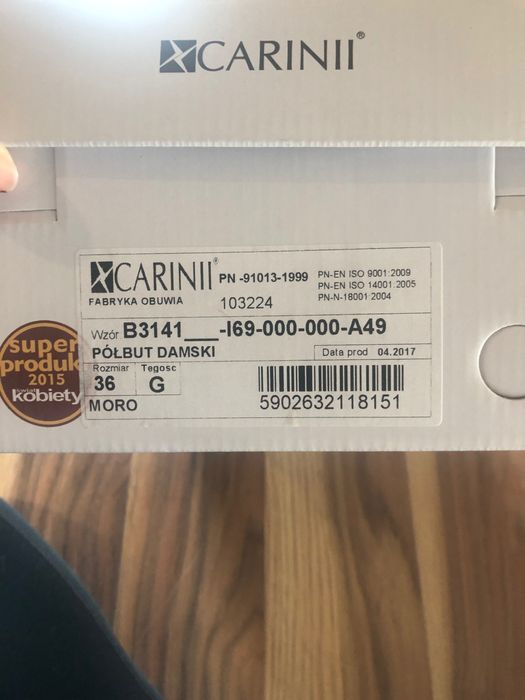 CARINII®
CARINII®
FABRYKA OBUWIA
PN -91013-1999
103224
PN-EN ISO 9001:2009
PN-EN ISO 14001:2005
PN-N-18001:2004
Wzór B3141___-I69-000-000-A49
PÓŁBUT DAMSKI
Data prod 04.2017
Rozmiar Tegosc
36 G
MORO
5902632118151
super
produkt
2015
kobiety